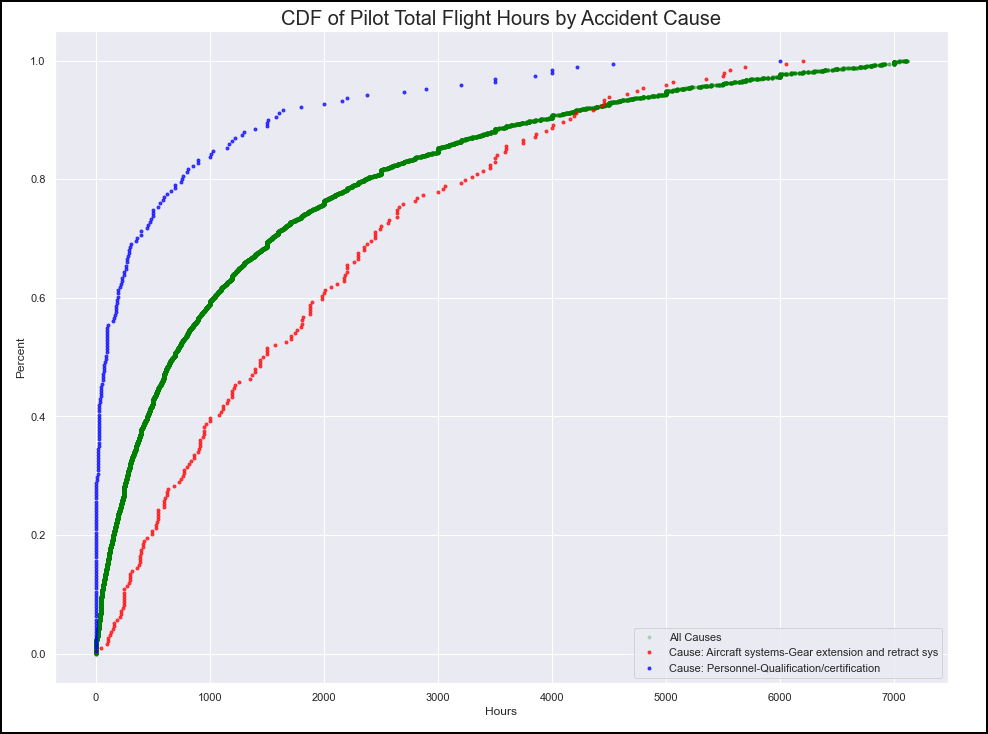 CDF of Pilot Total Flight Hours by Accident Cause
1.0
0.8
0.6
0.4
0.2
0.0
Percent
0 1000 2000 3000 4000 5000 6000 7000
Hours
All Causes
Cause: Aircraft systems-Gear extension and retract sys
Cause: Personnel-Qualification/certification